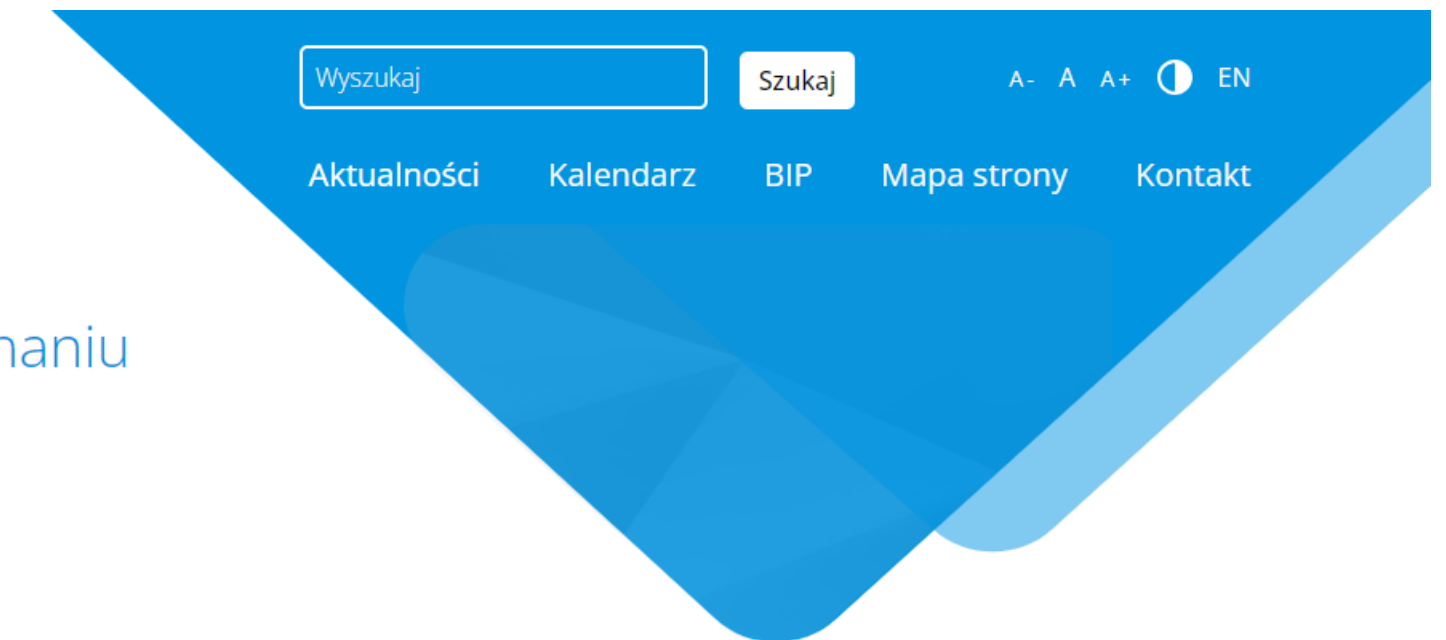 Wyszukaj Szukaj A- A A+ EN
Aktualności Kalendarz BIP Mapa strony Kontakt
naniu